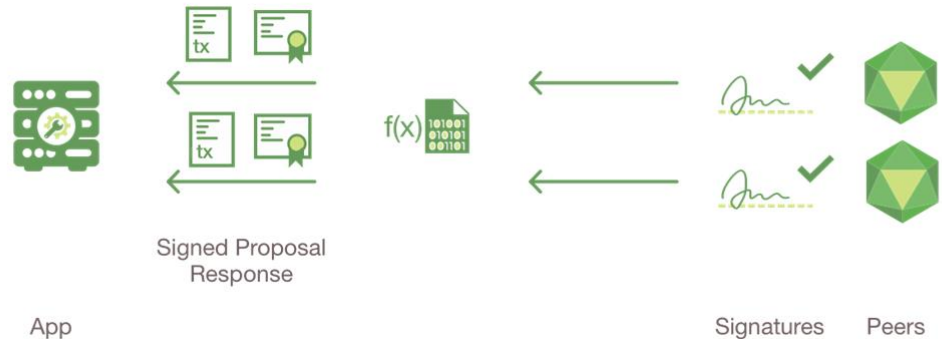 tx
tx
f(x)
101001
010101
001101
Signed Proposal
Response
App
Signatures
Peers